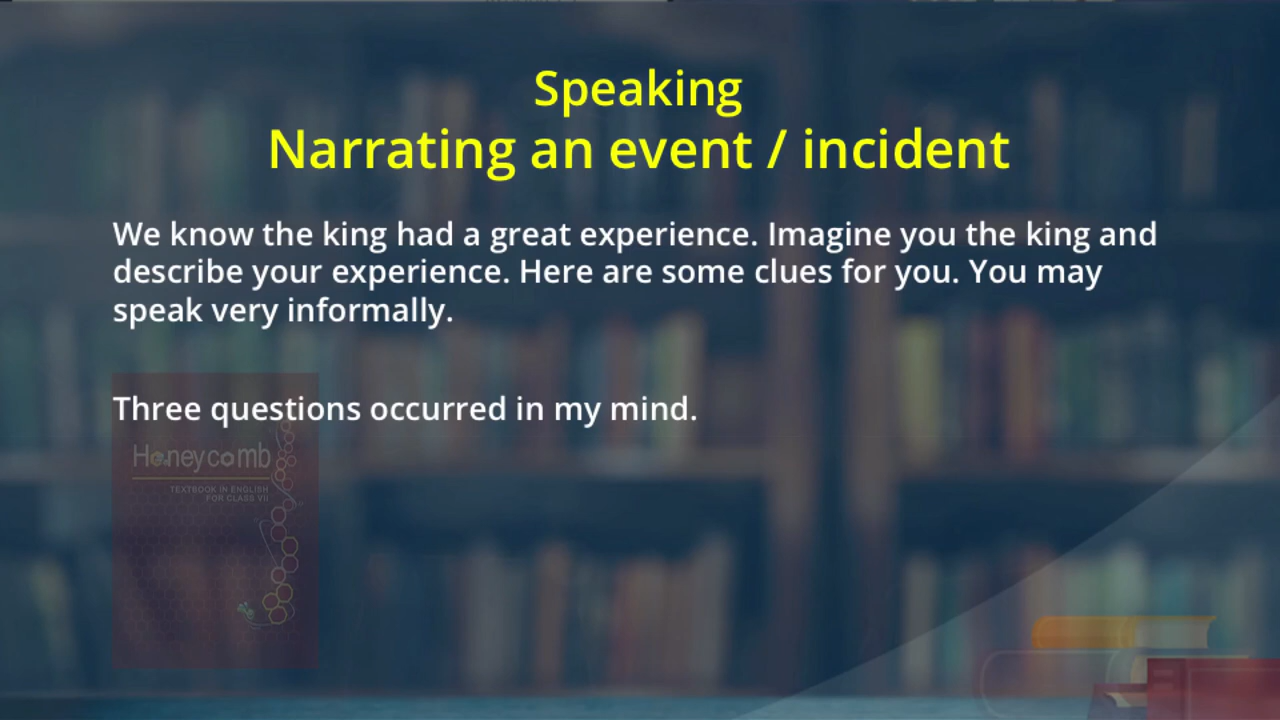 Speaking
Narrating an event / incident
We know the king had a great experience. Imagine you the king and
describe your experience. Here are some clues for you. You may
speak very informally.
Three questions occurred in my mind.
Honeycomb
TEXTBOOK IN ENGLISH
FOR CLASS VII